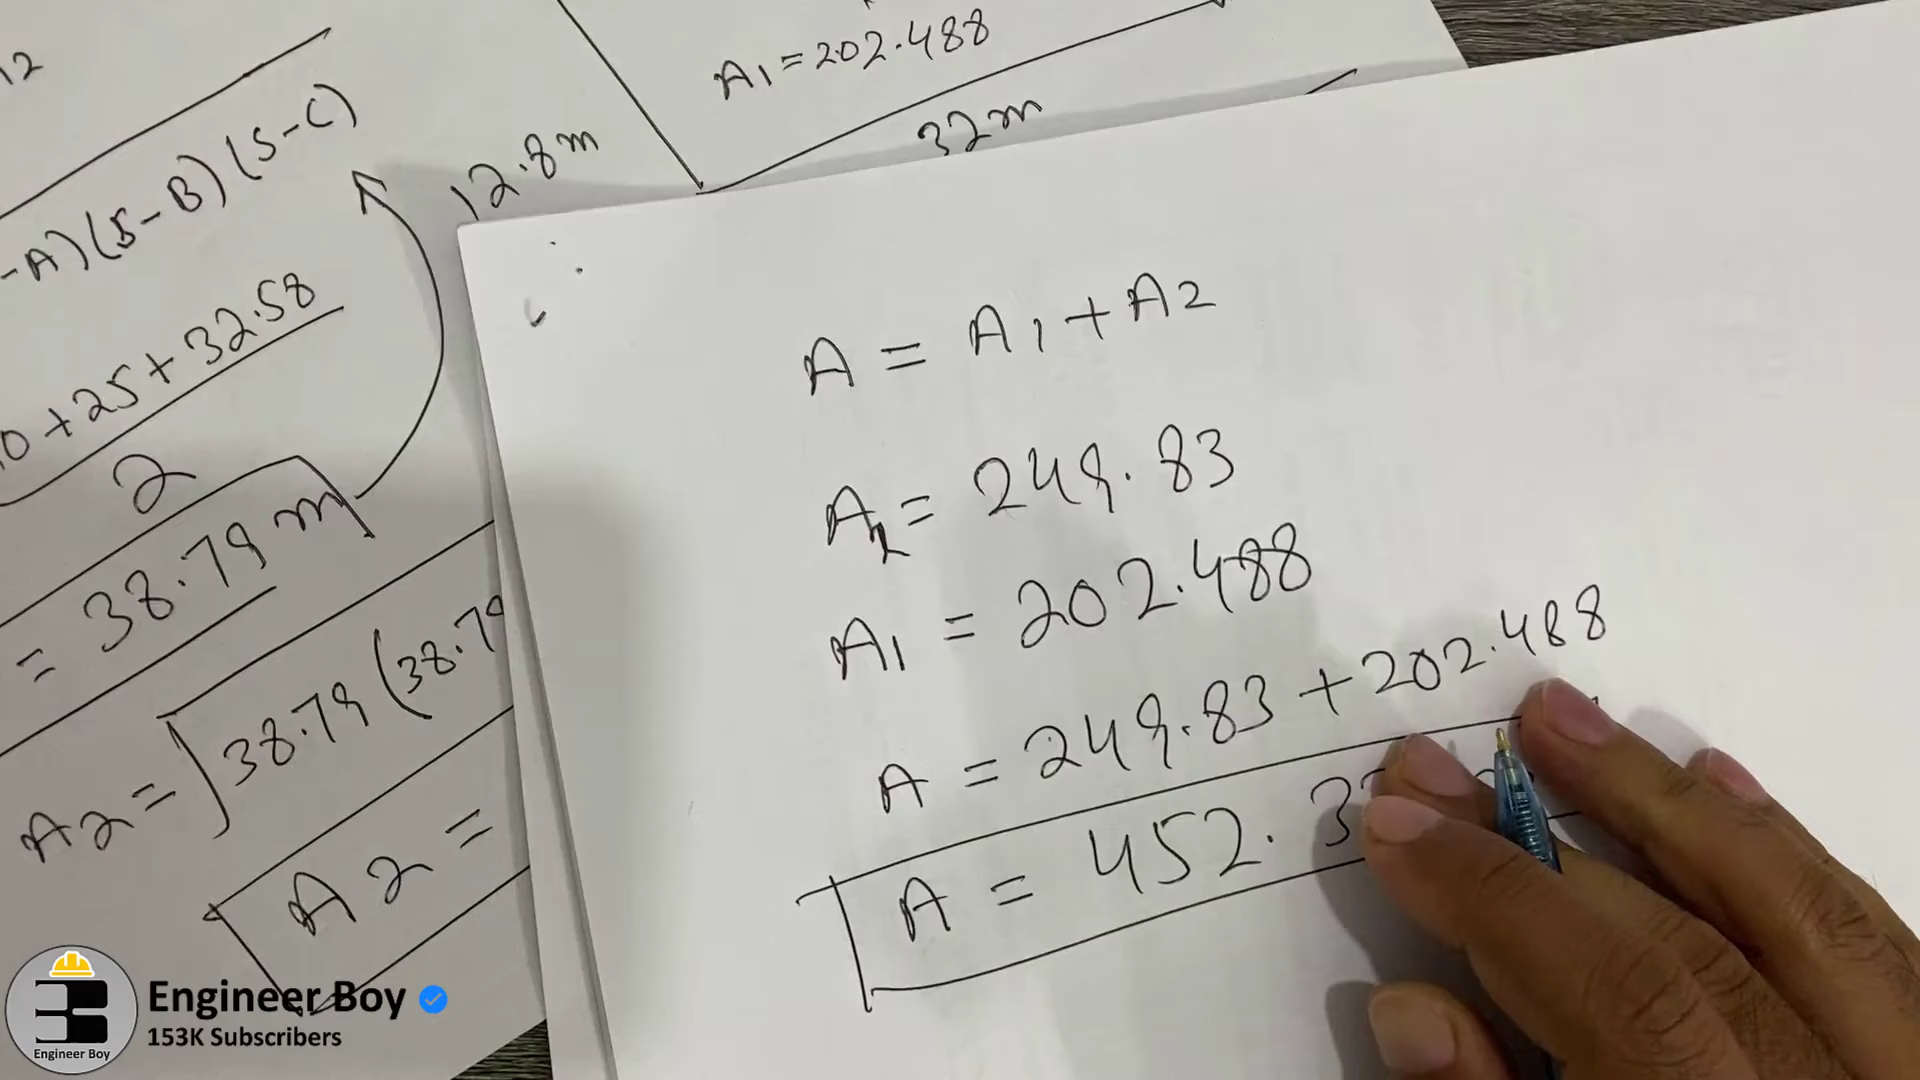 12
-A)(S-B)(S-C)
0+25+32.58
2
= 38.79 m
A2 = √38.79 (38.79
A2 =
A1 = 202.488
32m
12.8m
A = A1 + A2
A2 = 249.83
A1 = 202.488
A = 249.83 + 202.488
A = 452.3
Engineer Boy
153K Subscribers
Engineer Boy